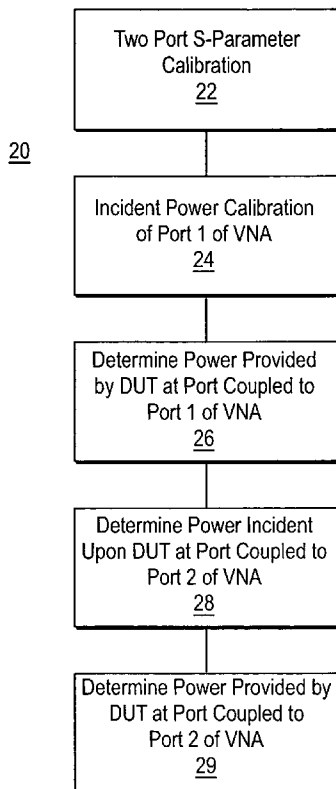 Two Port S-Parameter
Calibration
22
20
Incident Power Calibration
of Port 1 of VNA
24
Determine Power Provided
by DUT at Port Coupled to
Port 1 of VNA
26
Determine Power Incident
Upon DUT at Port Coupled to
Port 2 of VNA
28
Determine Power Provided by
DUT at Port Coupled to
Port 2 of VNA
29